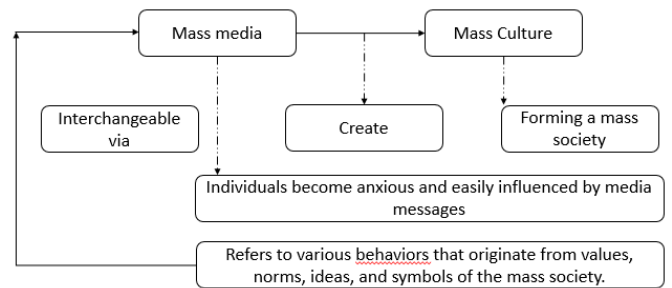 Mass media
Mass Culture
Interchangeable
via
Create
Forming a mass
society
Individuals become anxious and easily influenced by media
messages
Refers to various behaviors that originate from values,
norms, ideas, and symbols of the mass society.